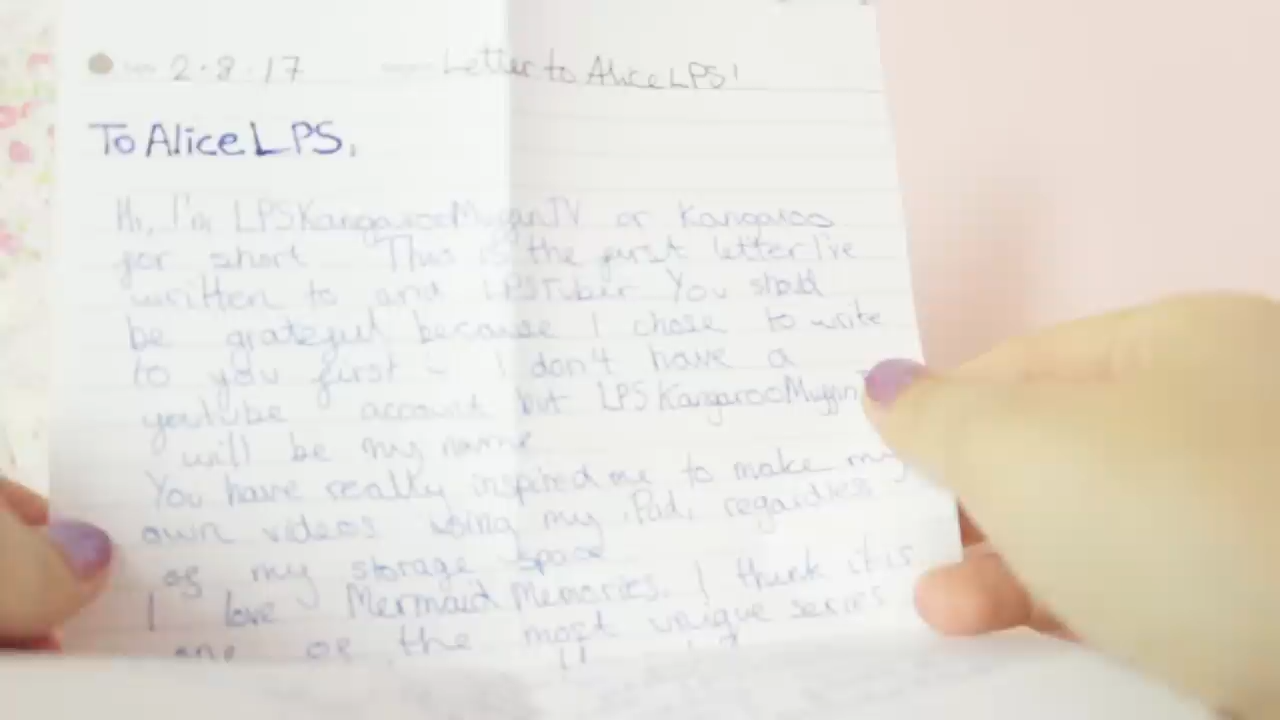 2.8.17 Letter to AliceLPS!
To AliceLPS,
Hi, I'm LPSKangarooMuffinTV or Kangaroo
for short This is the first letter I've
written to and LPSTuber You should
be grateful because I chose to write
to you first - I don't have a
youtube account but LPSKangarooMuffin
will be my name
You have really inspired me to make my
own videos using my iPad, regardless
of my storage space
I love Mermaid Memories. I think it is
one of the most unique series